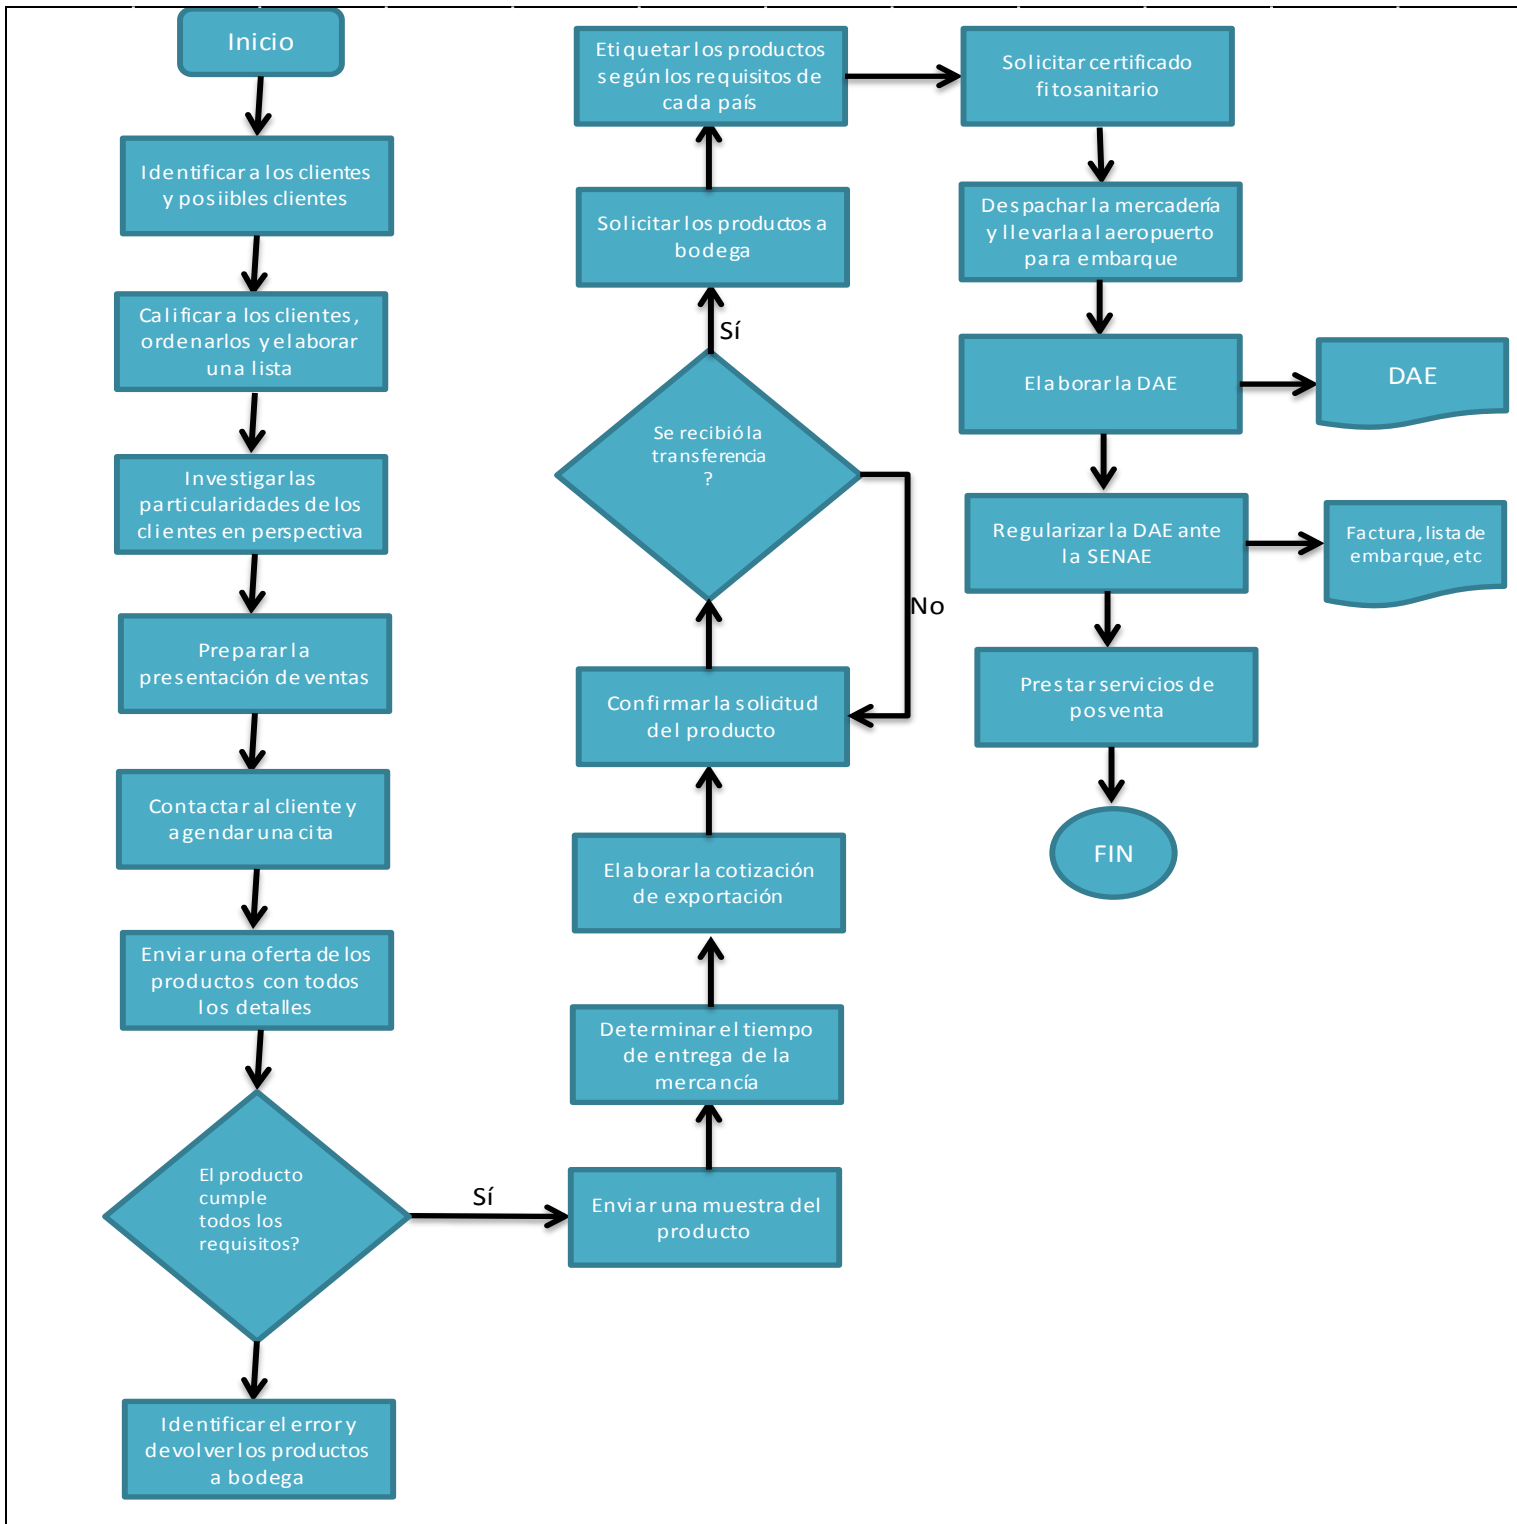 Inicio
Identificar a los clientes
y posiibles clientes
Calificar a los clientes,
ordenarlos y elaborar
una lista
Investigar las
particularidades de los
clientes en perspectiva
Preparar la
presentación de ventas
Contactar al cliente y
agendar una cita
Enviar una oferta de los
productos con todos
los detalles
El producto
cumple
todos los
requisitos?
Sí
Identificar el error y
devolver los productos
a bodega
Enviar una muestra del
producto
Determinar el tiempo
de entrega de la
mercancía
Elaborar la cotización
de exportación
Confirmar la solicitud
del producto
Se recibió la
transferencia
?
No
Sí
Solicitar los productos a
bodega
Etiquetar los productos
según los requisitos de
cada país
Solicitar certificado
fitosanitario
Despachar la mercadería
y llevarla al aeropuerto
para embarque
Elaborar la DAE
DAE
Regularizar la DAE ante
la SENAE
Factura, lista de
embarque, etc
Prestar servicios de
posventa
FIN